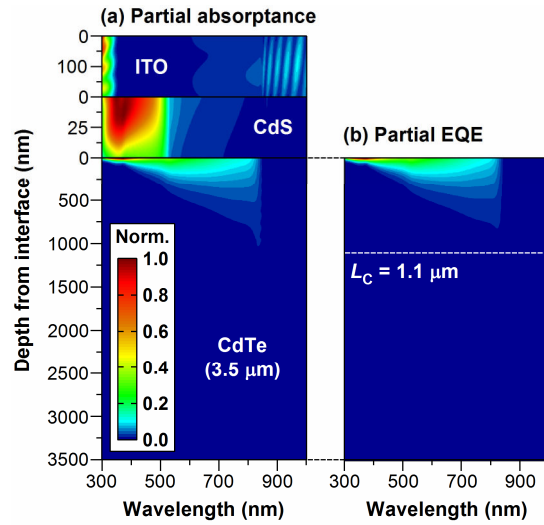 (a) Partial absorptance
0
100
ITO
0
25
CdS
(b) Partial EQE
0
500
1000
1500
2000
2500
3000
3500
Depth from interface (nm)
Norm.
1.0
0.8
0.6
0.4
0.2
0.0
L_C = 1.1 μm
CdTe
(3.5 μm)
300 500 700 900
300 500 700 900
Wavelength (nm)
Wavelength (nm)